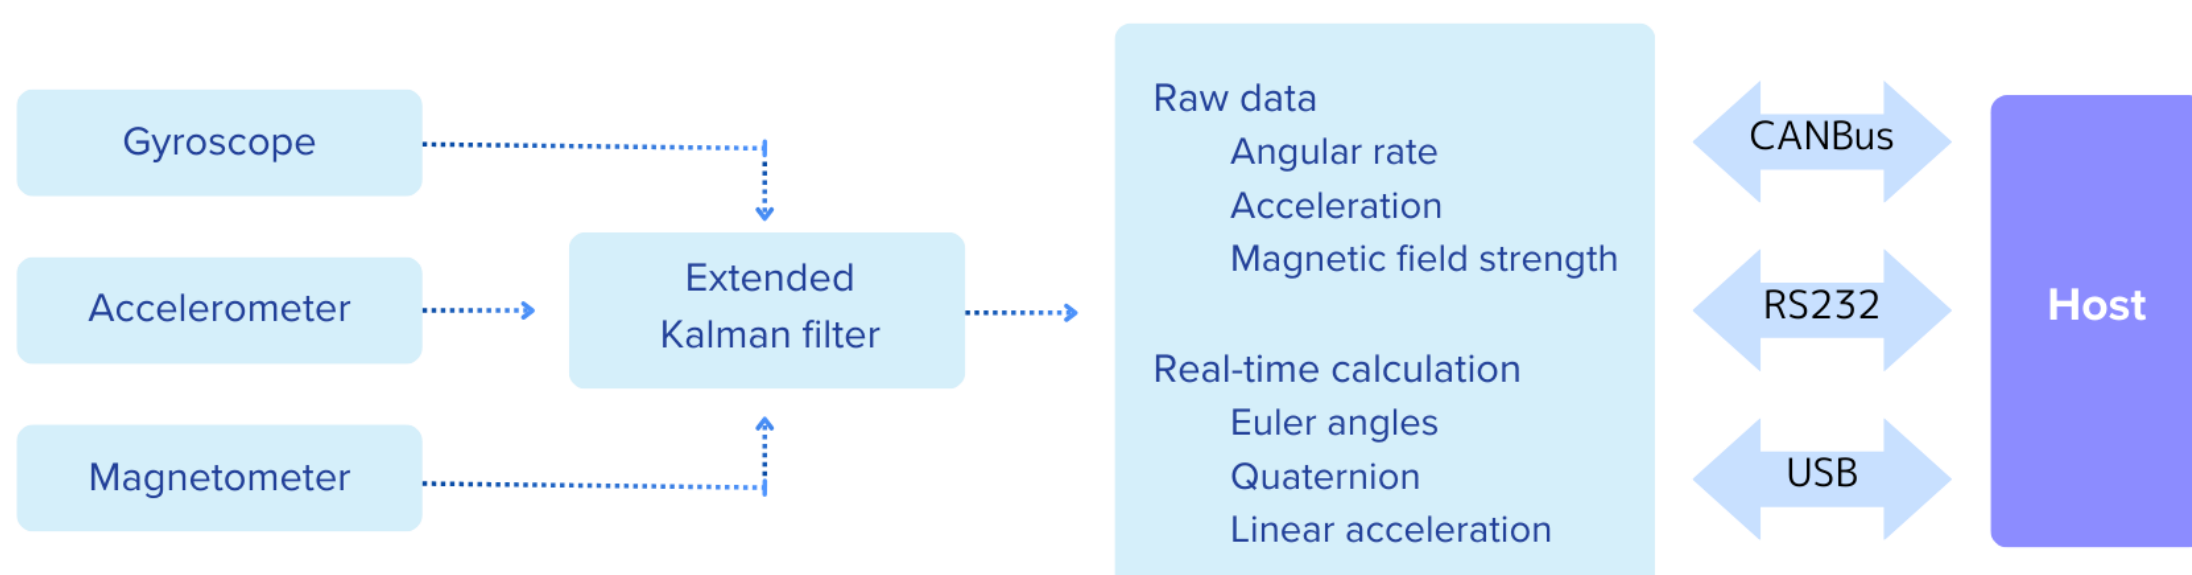 Gyroscope
Accelerometer
Magnetometer
Extended
Kalman filter
Raw data
Angular rate
Acceleration
Magnetic field strength
Real-time calculation
Euler angles
Quaternion
Linear acceleration
CANBus
RS232
USB
Host